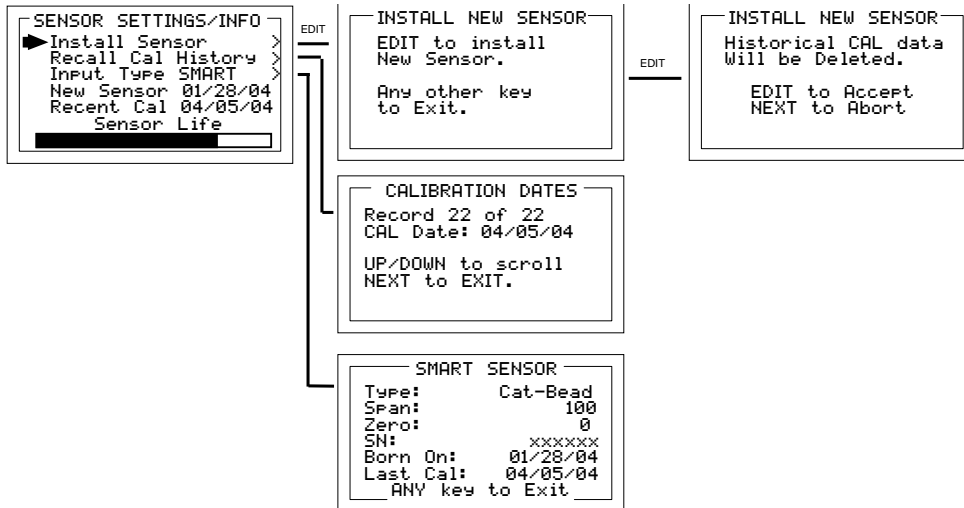 SENSOR SETTINGS/INFO
Install Sensor >
Recall Cal History >
Input Type SMART >
New Sensor 01/28/04
Recent Cal 04/05/04
Sensor Life
EDIT
INSTALL NEW SENSOR
EDIT to install
New Sensor.
Any other key
to Exit.
EDIT
INSTALL NEW SENSOR
Historical CAL data
Will be Deleted.
EDIT to Accept
NEXT to Abort
CALIBRATION DATES
Record 22 of 22
CAL Date: 04/05/04
UP/DOWN to scroll
NEXT to EXIT.
SMART SENSOR
Type: Cat-Bead
Span: 100
Zero: 0
SN: xxxxxx
Born On: 01/28/04
Last Cal: 04/05/04
ANY key to Exit